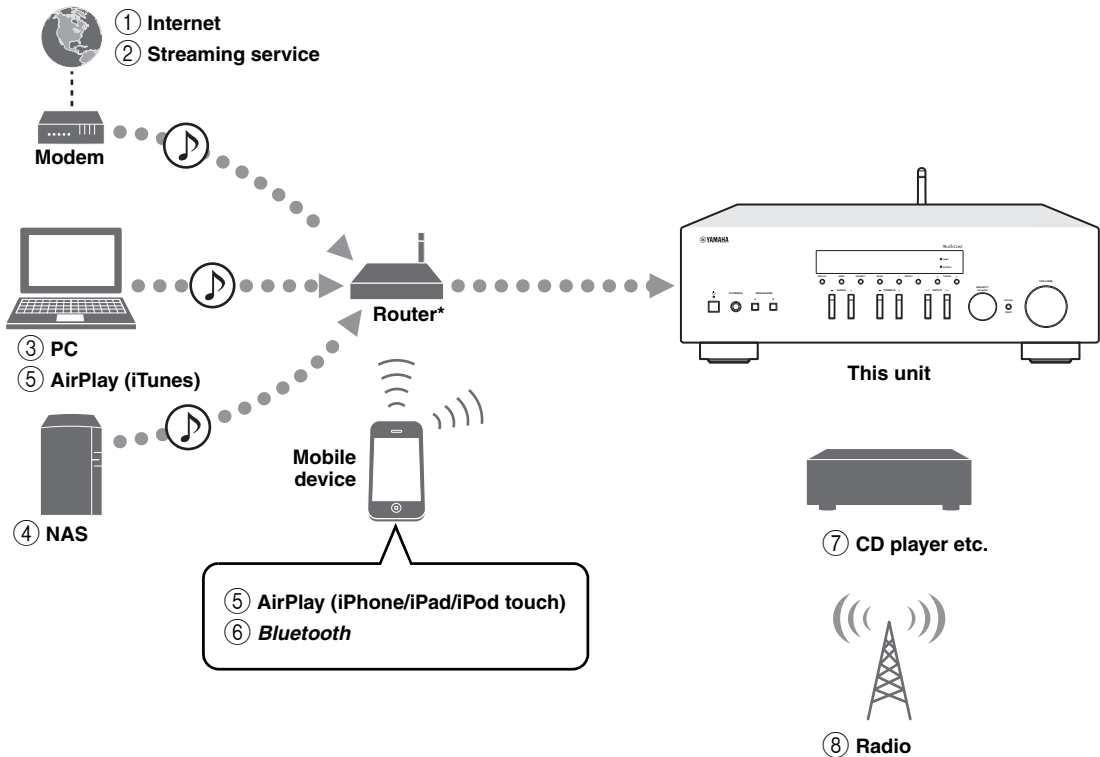 ① Internet
② Streaming service
Modem
③ PC
⑤ AirPlay (iTunes)
④ NAS
Router*
Mobile
device
⑤ AirPlay (iPhone/iPad/iPod touch)
⑥ Bluetooth
YAMAHA
This unit
⑦ CD player etc.
⑧ Radio